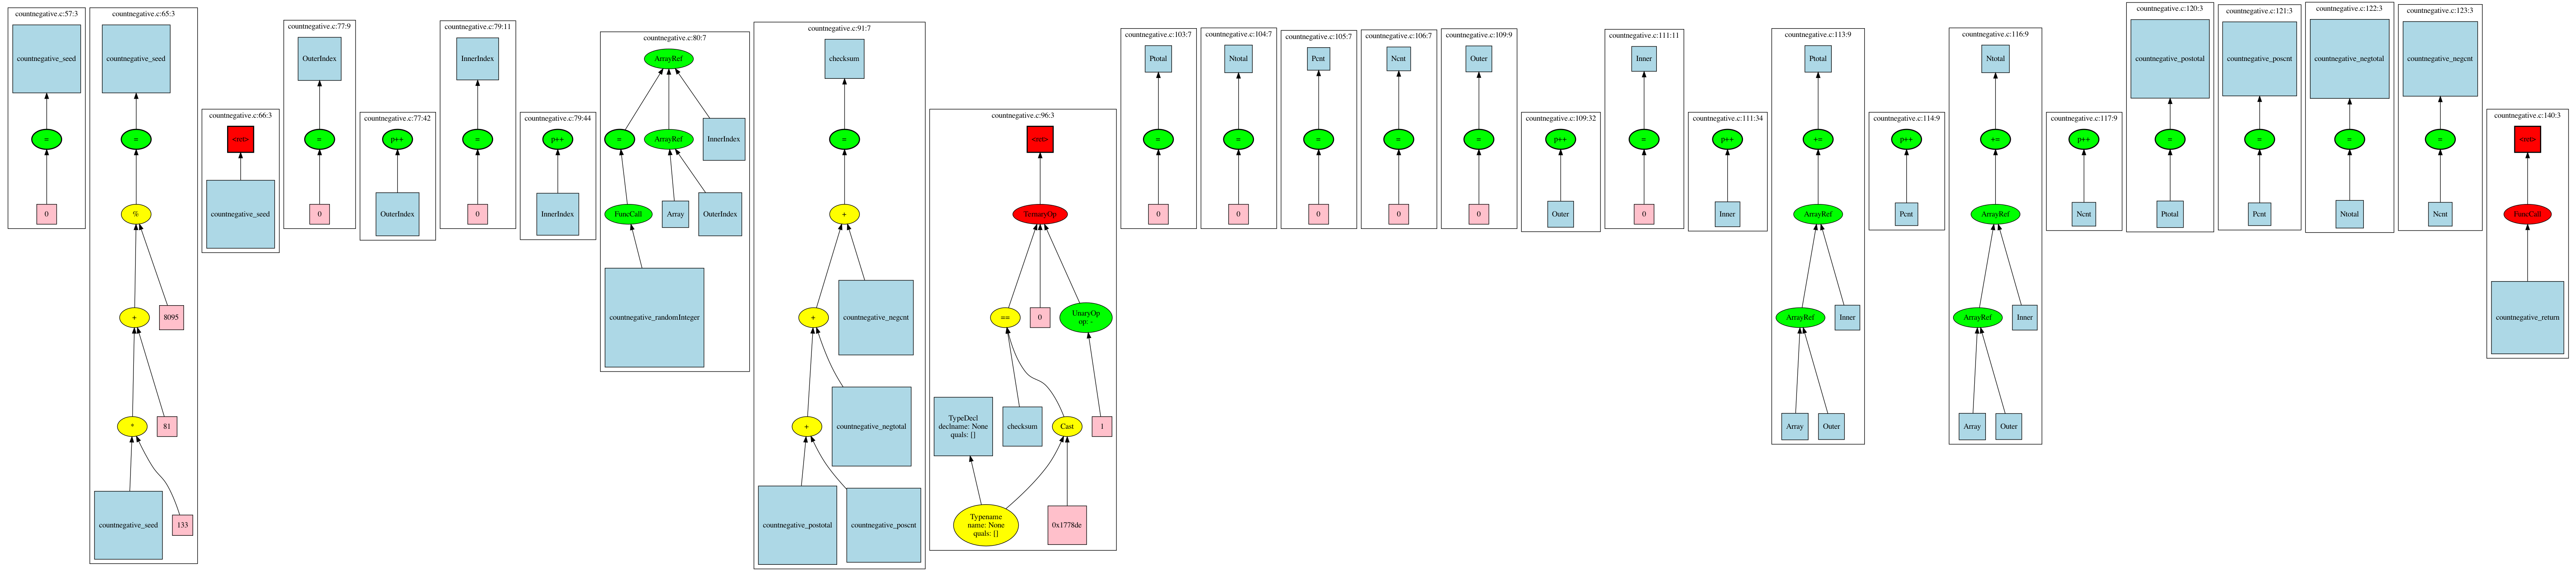 countnegative.c:57:3
countnegative_seed
=
0
countnegative.c:65:3
countnegative_seed
=
%
+
8095
*
81
countnegative_seed
133
countnegative.c:66:3
<ret>
countnegative_seed
countnegative.c:77:9
OuterIndex
=
0
countnegative.c:77:42
p++
OuterIndex
countnegative.c:79:11
InnerIndex
=
0
countnegative.c:79:44
p++
InnerIndex
countnegative.c:80:7
ArrayRef
=
ArrayRef
InnerIndex
FuncCall
Array
OuterIndex
countnegative_randomInteger
countnegative.c:91:7
checksum
=
+
+
countnegative_negcnt
+
countnegative_negtotal
countnegative_postotal
countnegative_poscnt
countnegative.c:96:3
<ret>
TernaryOp
==
0
UnaryOp
op: -
TypeDecl
declname: None
quals: []
checksum
Cast
1
Typename
name: None
quals: []
0x1778de
countnegative.c:103:7
Ptotal
=
0
countnegative.c:104:7
Ntotal
=
0
countnegative.c:105:7
Pcnt
=
0
countnegative.c:106:7
Ncnt
=
0
countnegative.c:109:9
Outer
=
0
countnegative.c:109:32
p++
Outer
countnegative.c:111:11
Inner
=
0
countnegative.c:111:34
p++
Inner
countnegative.c:113:9
Ptotal
+=
ArrayRef
ArrayRef
Inner
Array
Outer
countnegative.c:114:9
p++
Pcnt
countnegative.c:116:9
Ntotal
+=
ArrayRef
ArrayRef
Inner
Array
Outer
countnegative.c:117:9
p++
Ncnt
countnegative.c:120:3
countnegative_postotal
=
Ptotal
countnegative.c:121:3
countnegative_poscnt
=
Pcnt
countnegative.c:122:3
countnegative_negtotal
=
Ntotal
countnegative.c:123:3
countnegative_negcnt
=
Ncnt
countnegative.c:140:3
<ret>
FuncCall
countnegative_return